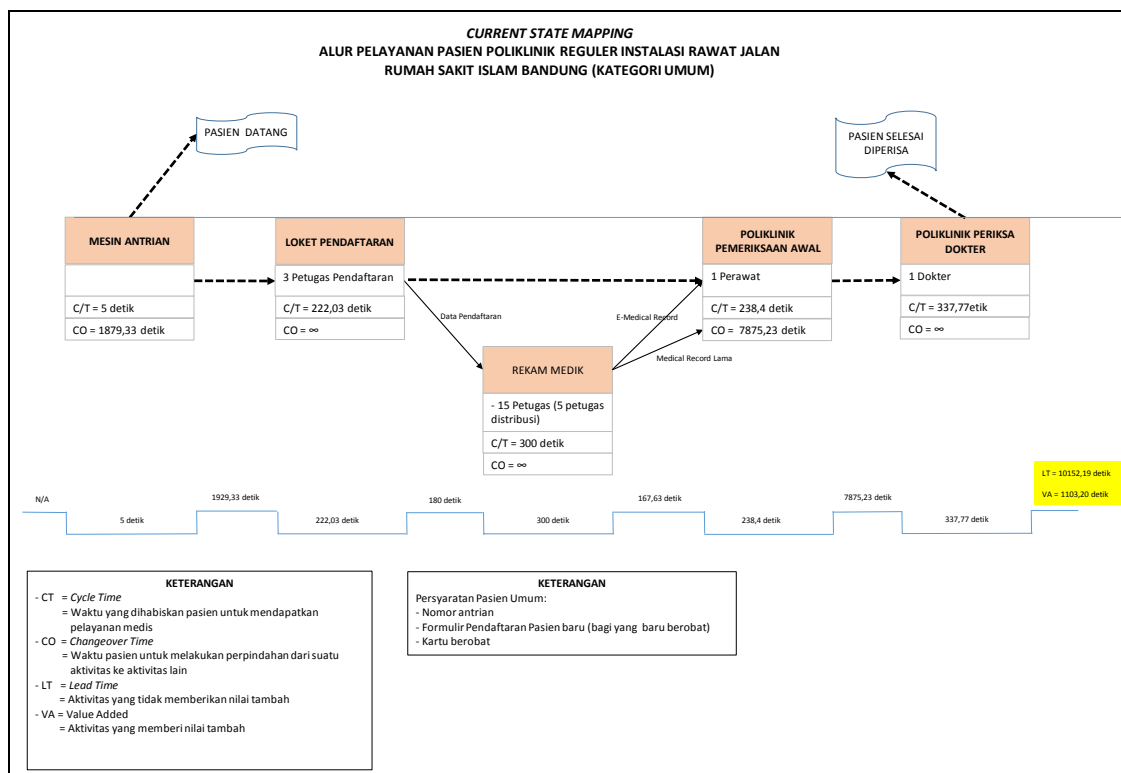 CURRENT STATE MAPPING
ALUR PELAYANAN PASIEN POLIKLINIK REGULER INSTALASI RAWAT JALAN
RUMAH SAKIT ISLAM BANDUNG (KATEGORI UMUM)
PASIEN DATANG
PASIEN SELESAI
DIPERISA
MESIN ANTRIAN
C/T = 5 detik
CO = 1879,33 detik
LOKET PENDAFTARAN
3 Petugas Pendaftaran
C/T = 222,03 detik
CO = ∞
Data Pendaftaran
REKAM MEDIK
- 15 Petugas (5 petugas
distribusi)
C/T = 300 detik
CO = ∞
E-Medical Record
Medical Record Lama
POLIKLINIK
PEMERIKSAAN AWAL
1 Perawat
C/T = 238,4 detik
CO = 7875,23 detik
POLIKLINIK PERIKSA
DOKTER
1 Dokter
C/T = 337,77etik
CO = ∞
LT = 10152,19 detik
VA = 1103,20 detik
N/A
5 detik
1929,33 detik
222,03 detik
180 detik
300 detik
167,63 detik
238,4 detik
7875,23 detik
337,77 detik
KETERANGAN
- CT = Cycle Time
= Waktu yang dihabiskan pasien untuk mendapatkan
pelayanan medis
- CO = Changeover Time
= Waktu pasien untuk melakukan perpindahan dari suatu
aktivitas ke aktivitas lain
- LT = Lead Time
= Aktivitas yang tidak memberikan nilai tambah
- VA = Value Added
= Aktivitas yang memberi nilai tambah
KETERANGAN
Persyaratan Pasien Umum:
- Nomor antrian
- Formulir Pendaftaran Pasien baru (bagi yang baru berobat)
- Kartu berobat